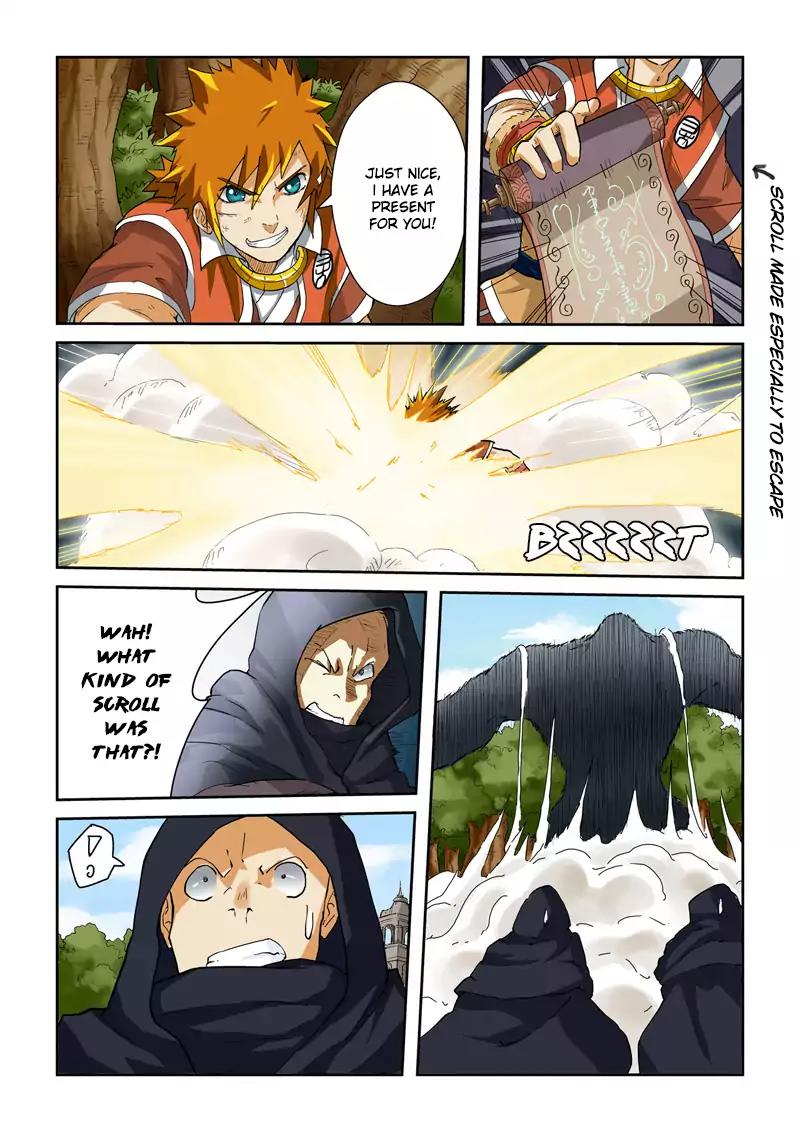 JUST NICE,
I HAVE A
PRESENT
FOR YOU!
SCROLL MADE ESPECIALLY TO ESCAPE
BZZZZZT
WAH!
WHAT
KIND OF
SCROLL
WAS
THAT?!
!?